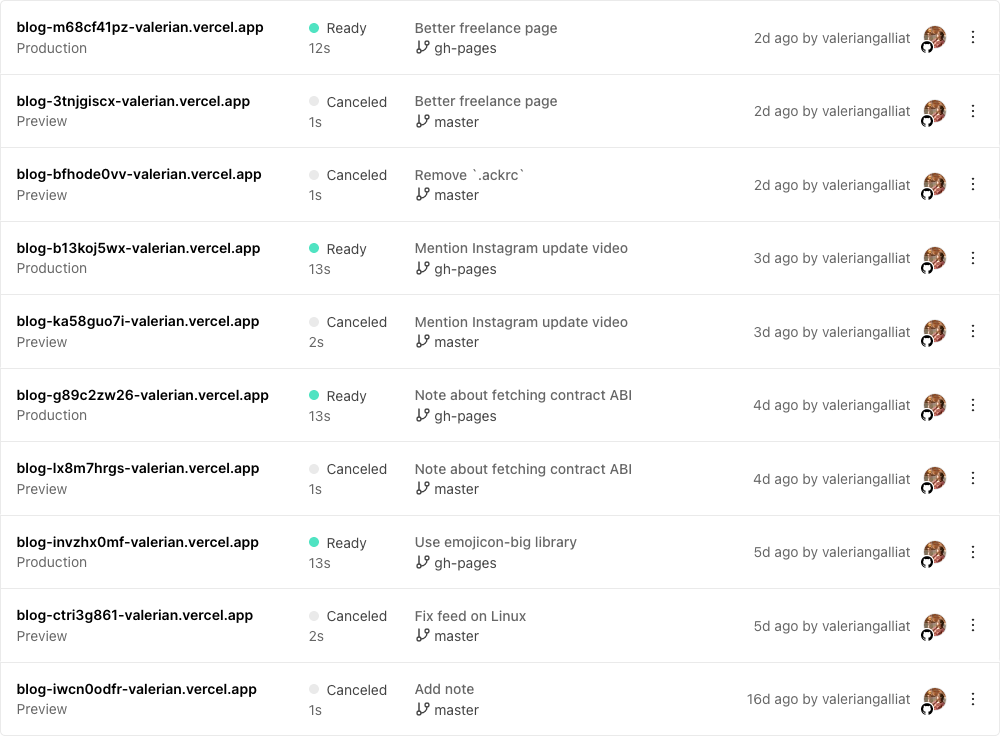 blog-m68cf41pz-valerian.vercel.app
Production
Ready
12s
Better freelance page
gh-pages
2d ago by valeriangalliat
blog-3tnjgiscx-valerian.vercel.app
Preview
Canceled
1s
Better freelance page
master
2d ago by valeriangalliat
blog-bfhode0vv-valerian.vercel.app
Preview
Canceled
1s
Remove `.ackrc`
master
2d ago by valeriangalliat
blog-b13koj5wx-valerian.vercel.app
Production
Ready
13s
Mention Instagram update video
gh-pages
3d ago by valeriangalliat
blog-ka58guo7i-valerian.vercel.app
Preview
Canceled
2s
Mention Instagram update video
master
3d ago by valeriangalliat
blog-g89c2zw26-valerian.vercel.app
Production
Ready
13s
Note about fetching contract ABI
gh-pages
4d ago by valeriangalliat
blog-lx8m7hrgs-valerian.vercel.app
Preview
Canceled
1s
Note about fetching contract ABI
master
4d ago by valeriangalliat
blog-invzhx0mf-valerian.vercel.app
Production
Ready
13s
Use emojicon-big library
gh-pages
5d ago by valeriangalliat
blog-ctri3g861-valerian.vercel.app
Preview
Canceled
2s
Fix feed on Linux
master
5d ago by valeriangalliat
blog-iwcn0odfr-valerian.vercel.app
Preview
Canceled
1s
Add note
master
16d ago by valeriangalliat